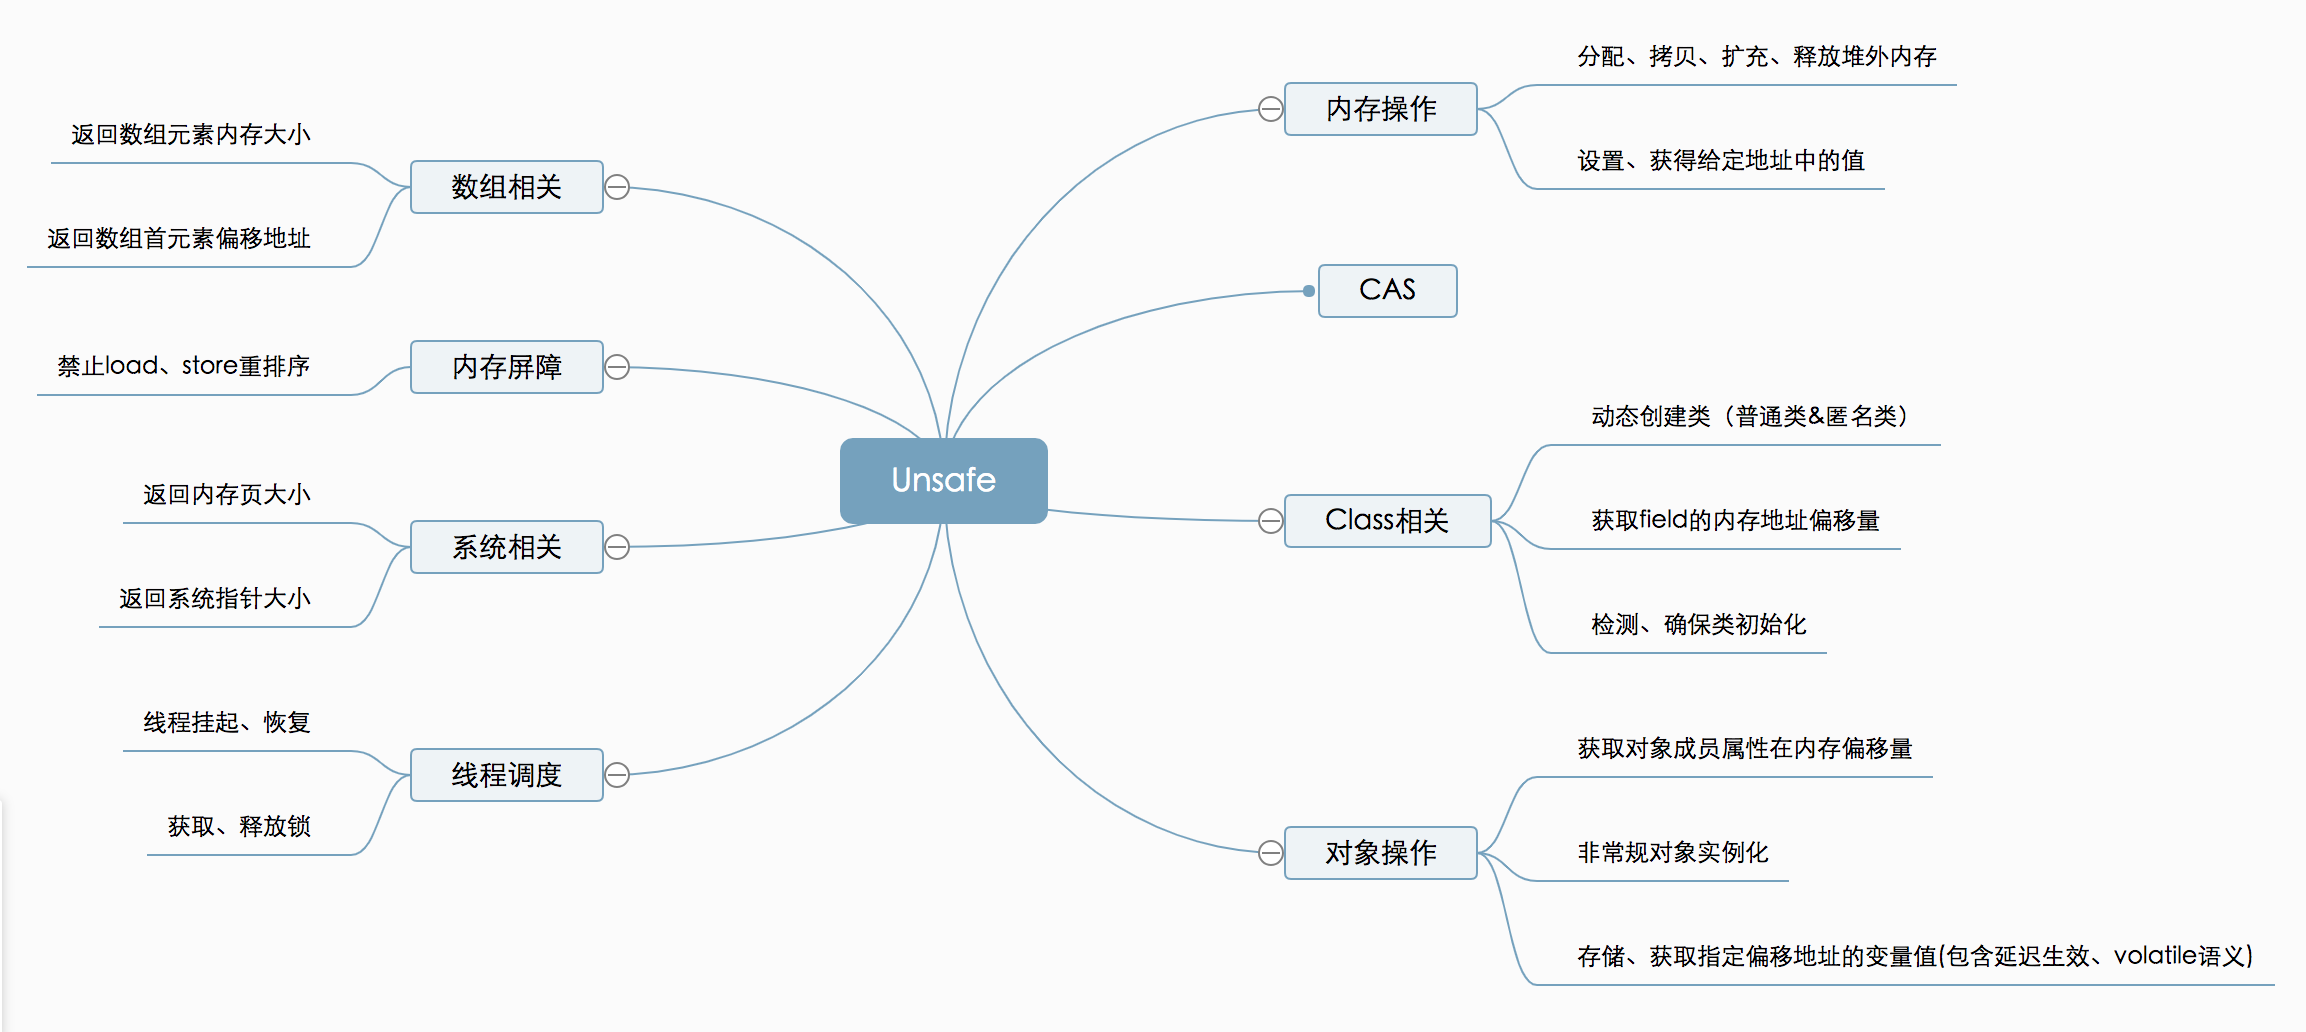 Unsafe
内存操作
分配、拷贝、扩充、释放堆外内存
设置、获得给定地址中的值
CAS
Class相关
动态创建类（普通类&匿名类）
获取field的内存地址偏移量
检测、确保类初始化
对象操作
获取对象成员属性在内存偏移量
非常规对象实例化
存储、获取指定偏移地址的变量值(包含延迟生效、volatile语义)
数组相关
返回数组元素内存大小
返回数组首元素偏移地址
内存屏障
禁止load、store重排序
系统相关
返回内存页大小
返回系统指针大小
线程调度
线程挂起、恢复
获取、释放锁